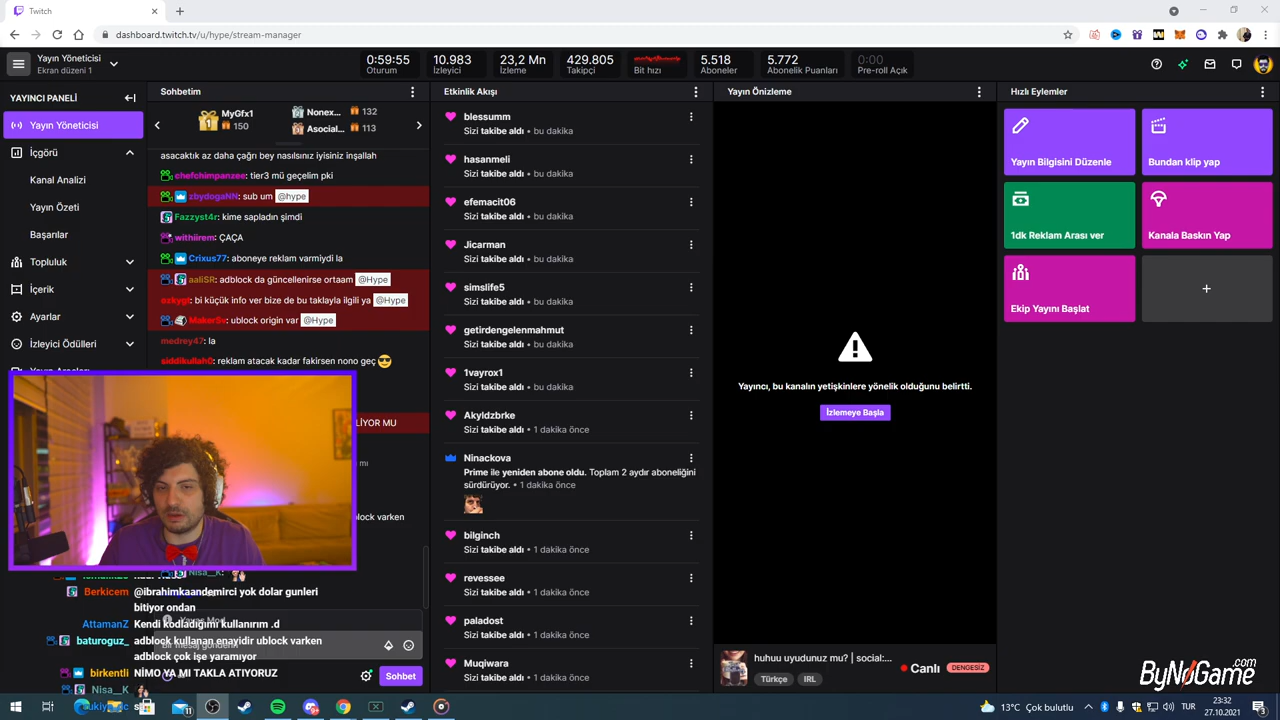 Twitch
dashboard.twitch.tv/u/hype/stream-manager
Yayın Yöneticisi
Ekran düzeni 1
0:59:55
Oturum
10.983
İzleyici
23,2 Mn
İzleme
429.805
Takipçi
Bit hızı
5.518
Aboneler
5.772
Abonelik Puanları
0:00
Pre-roll Açık
YAYINCI PANELİ
Yayın Yöneticisi
İçgörü
Kanal Analizi
Yayın Özeti
Başarılar
Topluluk
İçerik
Ayarlar
İzleyici Ödülleri
Sohbetim
MyGfx1
150
Nonex...
132
Asocial...
113
asacaktık az daha çağrı bey nasılsınız iyisiniz inşallah
chefchimpanzee: tier3 mü geçelim pki
zbydogaNN: sub um @hype
Fazzyst4r: kime sapladın şimdi
withiirem: ÇAÇA
Crixus77: aboneye reklam varmiydi la
aaliSR: adblock da güncellenirse ortaam @Hype
ozkygt: bi küçük info ver bize de bu taklayla ilgili ya @Hype
MakerSv: ublock origin var @Hype
medrey47: la
siddikullah0: reklam atacak kadar fakirsen nono geç
LİYOR MU
mı
block varken
Nisa__K:
Berkicem @ibrahimkaandemirci yok dolar gunleri
bitiyor ondan
AttamanZ Kendi kodladığımı kullanırım .d
baturoguz_ adblock kullanan enayidir ublock varken
adblock çok işe yaramıyor
birkentli NİMO YA MI TAKLA ATIYORUZ
Nisa__K
Sohbet
Etkinlik Akışı
blessumm
Sizi takibe aldı • bu dakika
hasanmeli
Sizi takibe aldı • bu dakika
efemacit06
Sizi takibe aldı • bu dakika
Jicarman
Sizi takibe aldı • bu dakika
simslife5
Sizi takibe aldı • bu dakika
getirdengelenmahmut
Sizi takibe aldı • bu dakika
1vayrox1
Sizi takibe aldı • bu dakika
Akyldzbrke
Sizi takibe aldı • 1 dakika önce
Ninackova
Prime ile yeniden abone oldu. Toplam 2 aydır aboneliğini
sürdürüyor. • 1 dakika önce
bilginch
Sizi takibe aldı • 1 dakika önce
revessee
Sizi takibe aldı • 1 dakika önce
paladost
Sizi takibe aldı • 1 dakika önce
Muqiwara
Sizi takibe aldı • 1 dakika önce
Yayın Önizleme
Yayıncı, bu kanalın yetişkinlere yönelik olduğunu belirtti.
İzlemeye Başla
huhuu uyudunuz mu? | social:...
Türkçe
IRL
Canlı
DENGESİZ
Hızlı Eylemler
Yayın Bilgisini Düzenle
Bundan klip yap
1dk Reklam Arası ver
Kanala Baskın Yap
Ekip Yayını Başlat
ByNoGame.com
13°C Çok bulutlu
TUR
23:32
27.10.2021